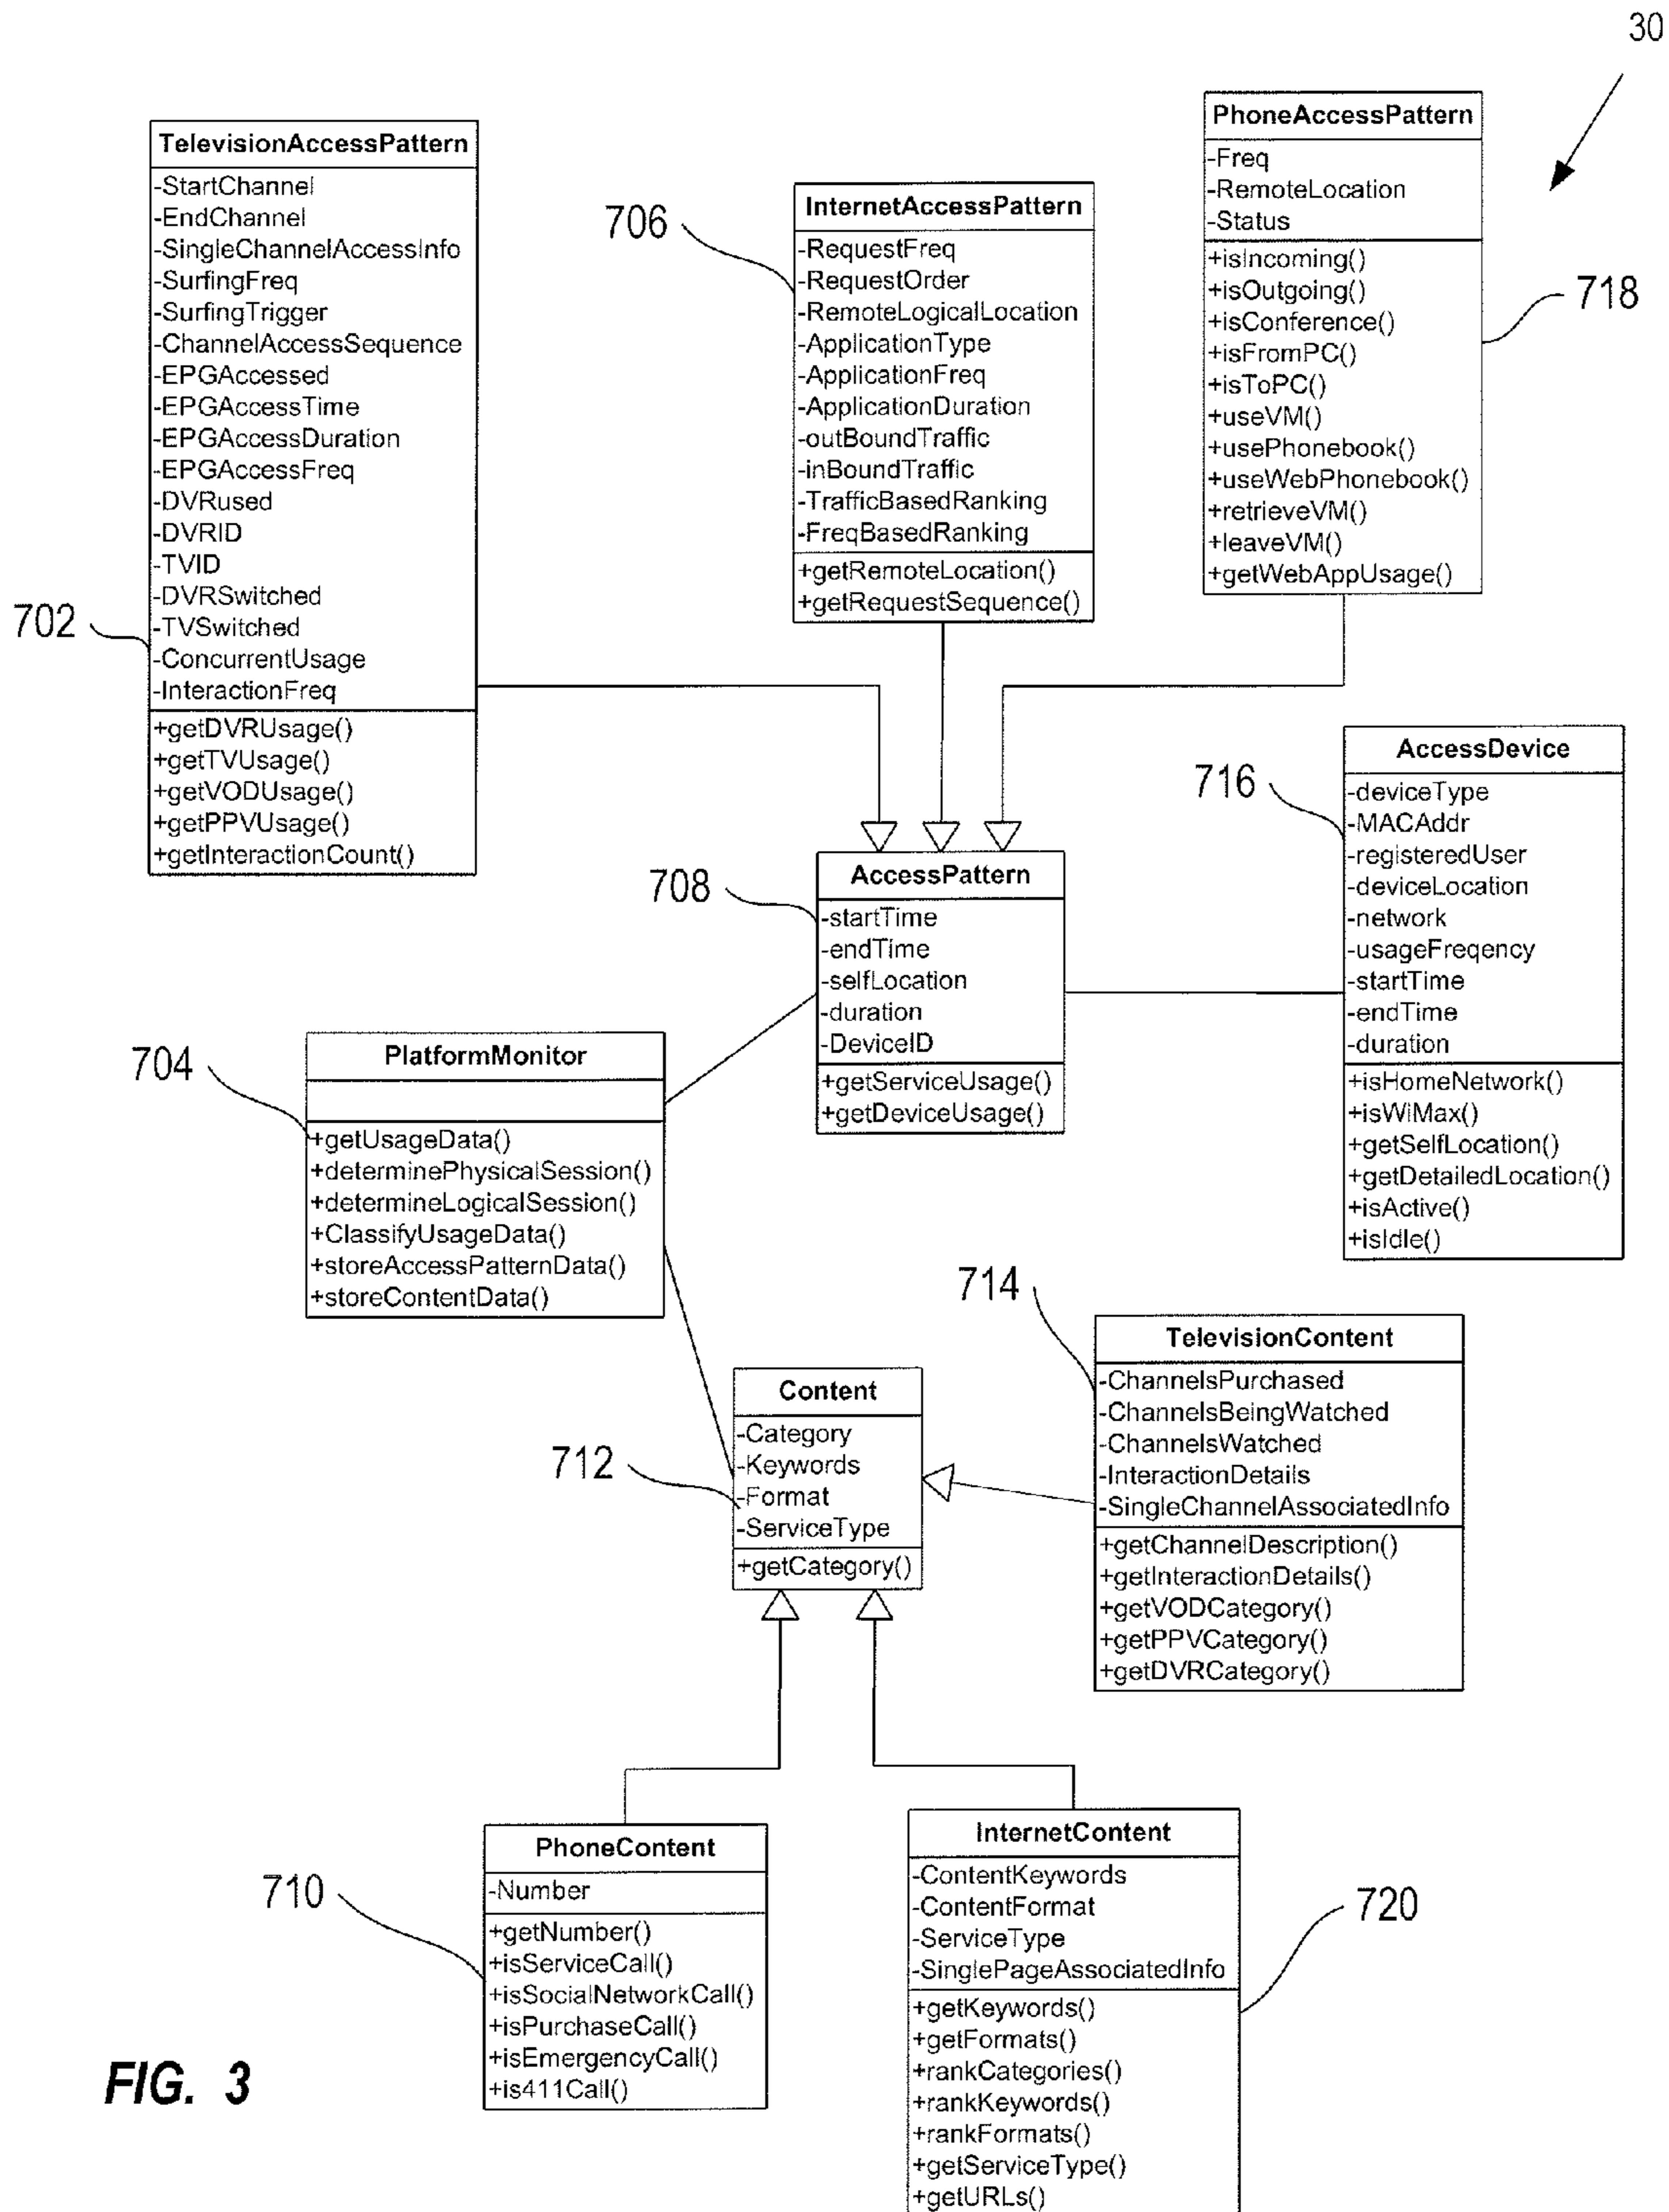 30
TelevisionAccessPattern
-StartChannel
-EndChannel
-SingleChannelAccessInfo
-SurfingFreq
-SurfingTrigger
-ChannelAccessSequence
-EPGAccessed
-EPGAccessTime
-EPGAccessDuration
-EPGAccessFreq
-DVRused
-DVRID
-TVID
-DVRSwitched
-TVSwitched
-ConcurrentUsage
-InteractionFreq
+getDVRUsage()
+getTVUsage()
+getVODUsage()
+getPPVUsage()
+getInteractionCount()
702
InternetAccessPattern
-RequestFreq
-RequestOrder
-RemoteLogicalLocation
-ApplicationType
-ApplicationFreq
-ApplicationDuration
-outBoundTraffic
-inBoundTraffic
-TrafficBasedRanking
-FreqBasedRanking
+getRemoteLocation()
+getRequestSequence()
706
PhoneAccessPattern
-Freq
-RemoteLocation
-Status
+isIncoming()
+isOutgoing()
+isConference()
+isFromPC()
+isToPC()
+useVM()
+usePhonebook()
+useWebPhonebook()
+retrieveVM()
+leaveVM()
+getWebAppUsage()
718
AccessPattern
-startTime
-endTime
-selfLocation
-duration
-DeviceID
+getServiceUsage()
+getDeviceUsage()
708
AccessDevice
-deviceType
-MACAddr
-registeredUser
-deviceLocation
-network
-usageFreqency
-startTime
-endTime
-duration
+isHomeNetwork()
+isWiMax()
+getSelfLocation()
+getDetailedLocation()
+isActive()
+isIdle()
716
PlatformMonitor
+getUsageData()
+determinePhysicalSession()
+determineLogicalSession()
+ClassifyUsageData()
+storeAccessPatternData()
+storeContentData()
704
Content
-Category
-Keywords
-Format
-ServiceType
+getCategory()
712
TelevisionContent
-ChannelsPurchased
-ChannelsBeingWatched
-ChannelsWatched
-InteractionDetails
-SingleChannelAssociatedInfo
+getChannelDescription()
+getInteractionDetails()
+getVODCategory()
+getPPVCategory()
+getDVRCategory()
714
PhoneContent
-Number
+getNumber()
+isServiceCall()
+isSocialNetworkCall()
+isPurchaseCall()
+isEmergencyCall()
+is411Call()
710
InternetContent
-ContentKeywords
-ContentFormat
-ServiceType
-SinglePageAssociatedInfo
+getKeywords()
+getFormats()
+rankCategories()
+rankKeywords()
+rankFormats()
+getServiceType()
+getURLs()
720
FIG. 3